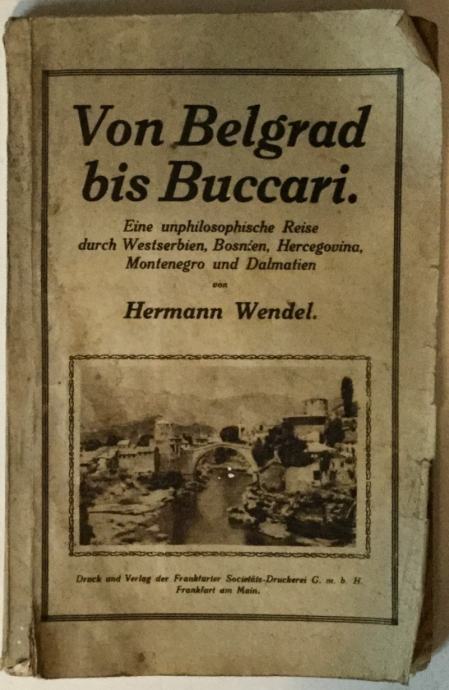 Von Belgrad
bis Buccari.
Eine unphilosophische Reise
durch Westserbien, Bosnien, Hercegovina,
Montenegro und Dalmatien
von
Hermann Wendel.
Druck und Verlag der Frankfurter Societäts-Druckerei G. m. b. H.
Frankfurt am Main.